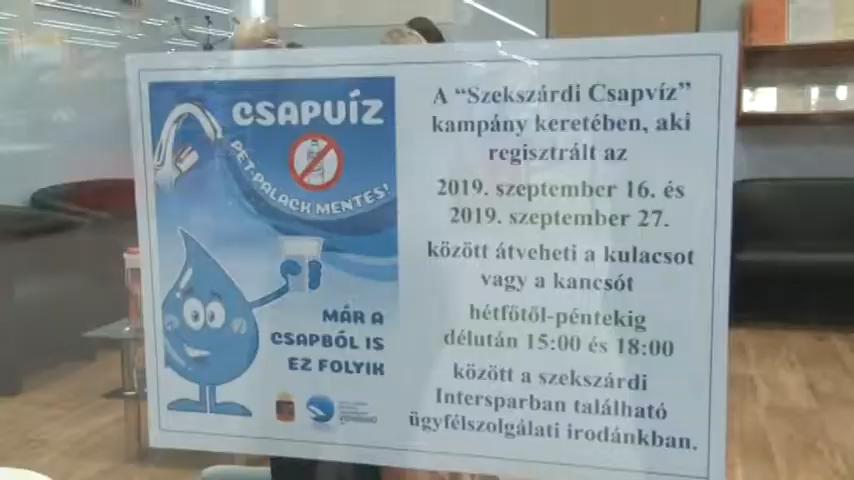 CSAPVÍZ
PET-PALACK MENTES!
MÁR A
CSAPBÓL IS
EZ FOLYIK
A “Szekszárdi Csapvíz”
kampány keretében, aki
regisztrált az
2019. szeptember 16. és
2019. szeptember 27.
között átveheti a kulacsot
vagy a kancsót
hétfőtől-péntekig
délután 15:00 és 18:00
között a szekszárdi
Intersparban található
ügyfélszolgálati irodánkban.